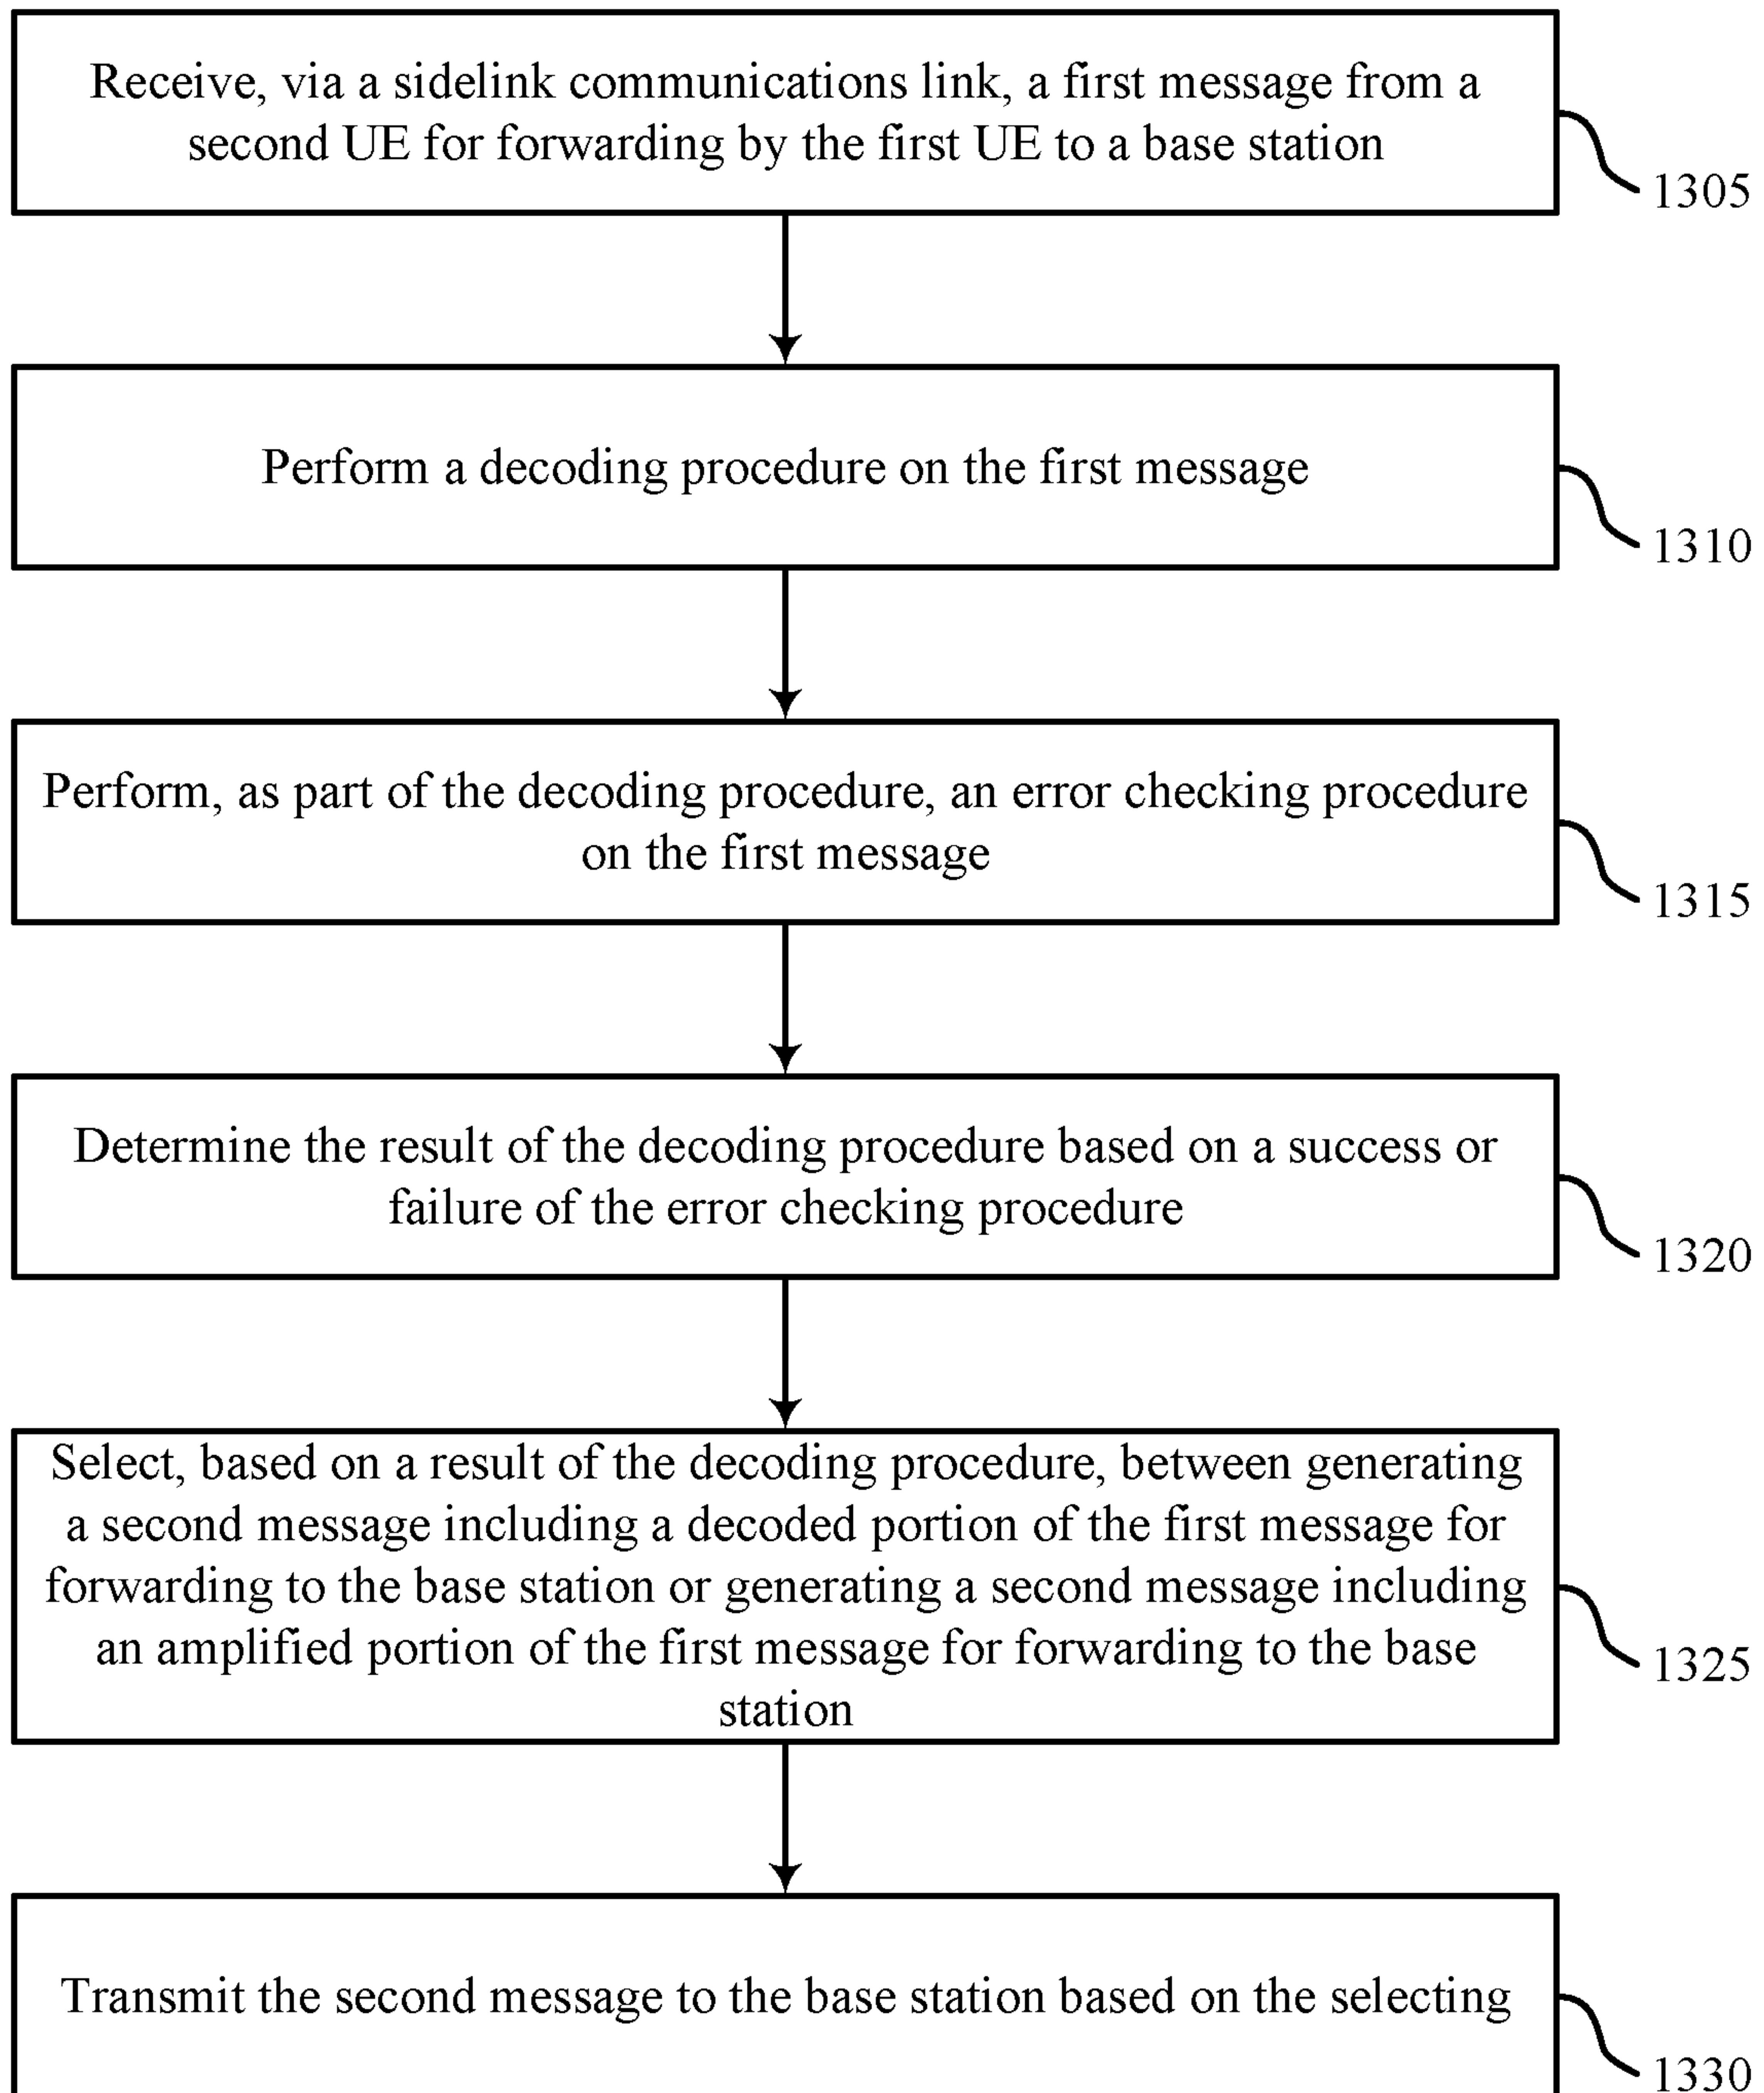 Receive, via a sidelink communications link, a first message from a
second UE for forwarding by the first UE to a base station
1305
Perform a decoding procedure on the first message
1310
Perform, as part of the decoding procedure, an error checking procedure
on the first message
1315
Determine the result of the decoding procedure based on a success or
failure of the error checking procedure
1320
Select, based on a result of the decoding procedure, between generating
a second message including a decoded portion of the first message for
forwarding to the base station or generating a second message including
an amplified portion of the first message for forwarding to the base
station
1325
Transmit the second message to the base station based on the selecting
1330